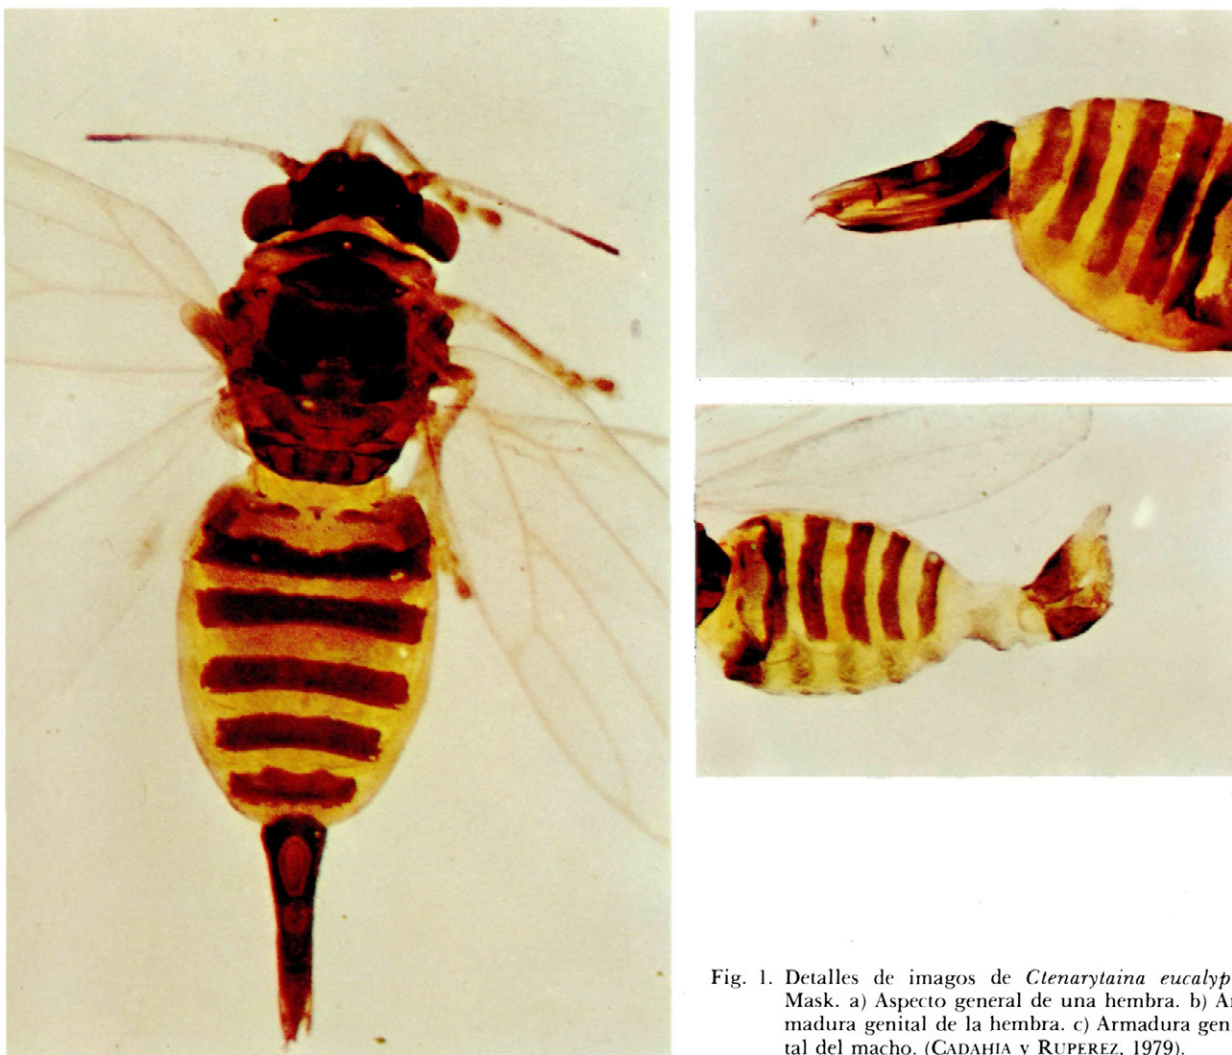 Fig. 1. Detalles de imagos de Ctenarytaina eucalyp
Mask. a) Aspecto general de una hembra. b) Ar
madura genital de la hembra. c) Armadura gen
tal del macho. (CADAHIA y RUPEREZ, 1979).